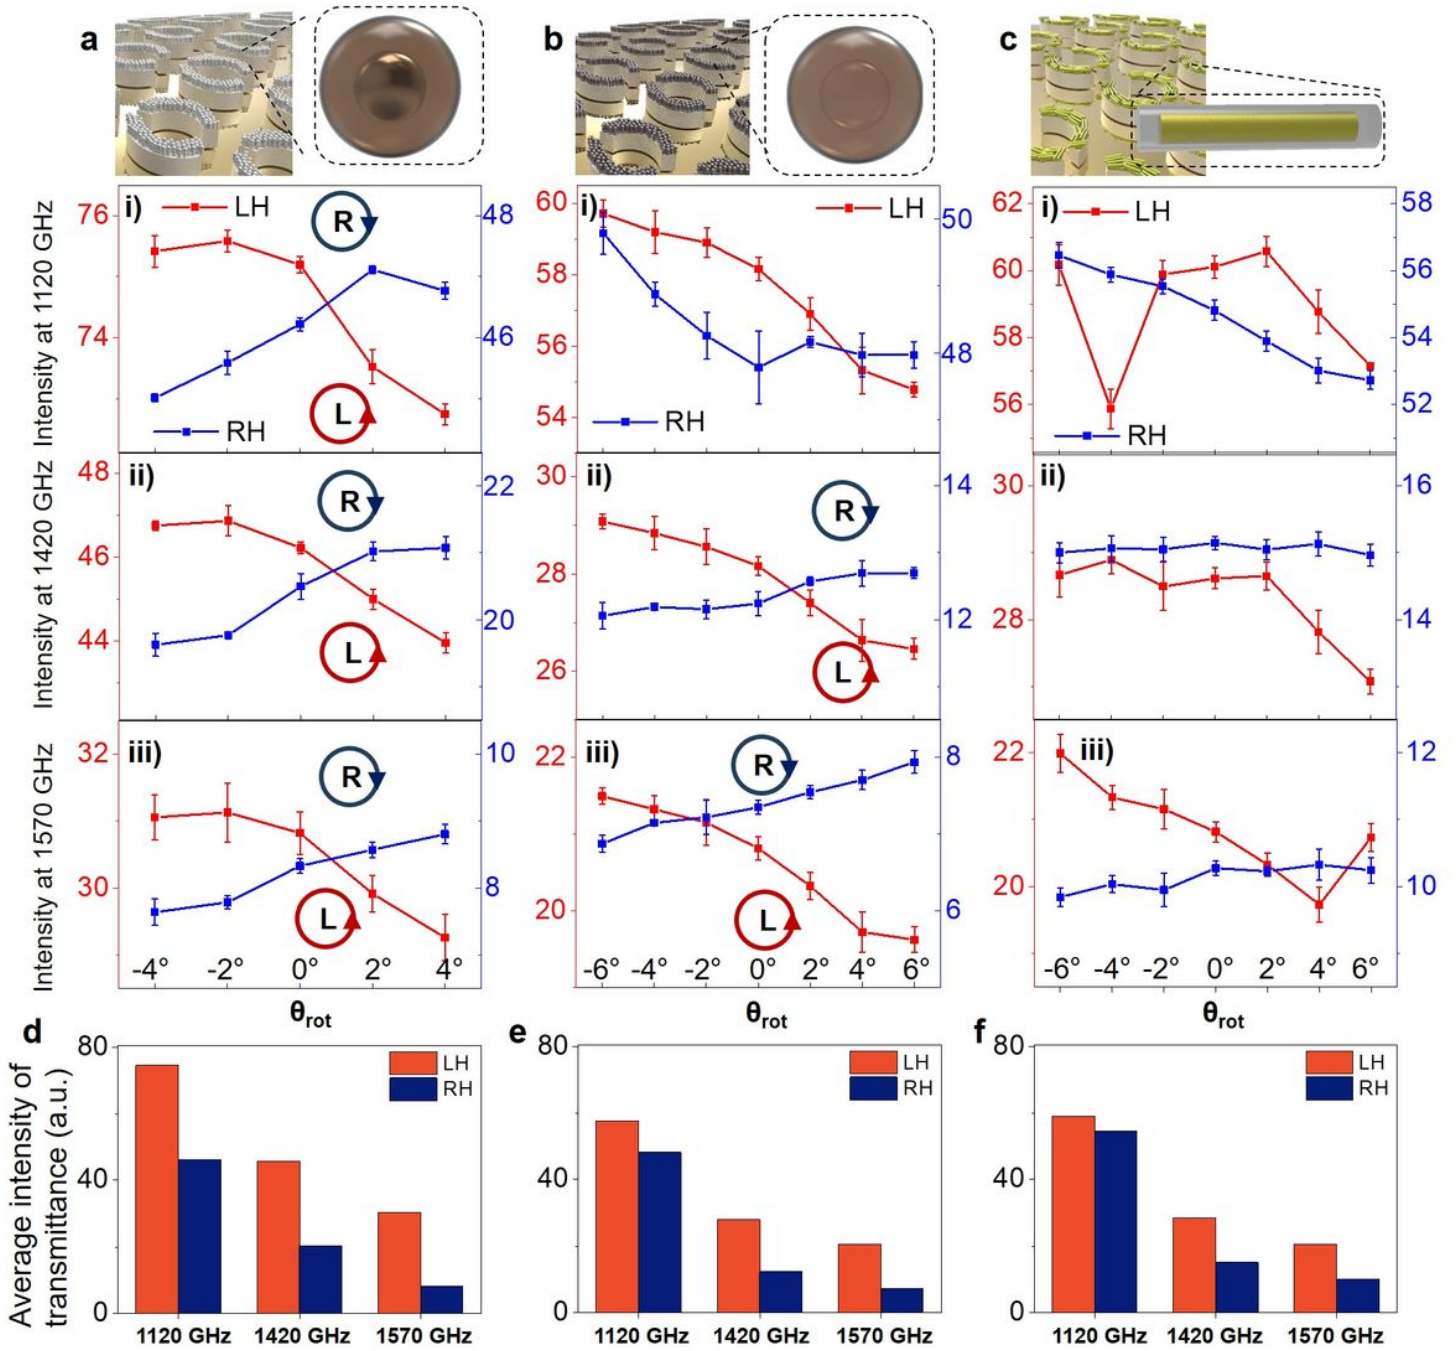 a
b
c
Intensity at 1120 GHz
i)
LH
R
L
RH
76
74
48
46
i)
LH
RH
60
58
56
54
50
48
i)
LH
RH
62
60
58
56
58
56
54
52
Intensity at 1420 GHz
ii)
R
L
48
46
44
22
20
ii)
R
L
30
28
26
14
12
ii)
30
28
16
14
Intensity at 1570 GHz
iii)
R
L
32
30
10
8
-4° -2° 0° 2° 4°
θrot
iii)
R
L
22
20
8
6
-6° -4° -2° 0° 2° 4° 6°
θrot
iii)
22
20
12
10
-6° -4° -2° 0° 2° 4° 6°
θrot
d
Average intensity of
transmittance (a.u.)
80
40
0
LH
RH
1120 GHz 1420 GHz 1570 GHz
e
80
40
0
LH
RH
1120 GHz 1420 GHz 1570 GHz
f
80
40
0
LH
RH
1120 GHz 1420 GHz 1570 GHz